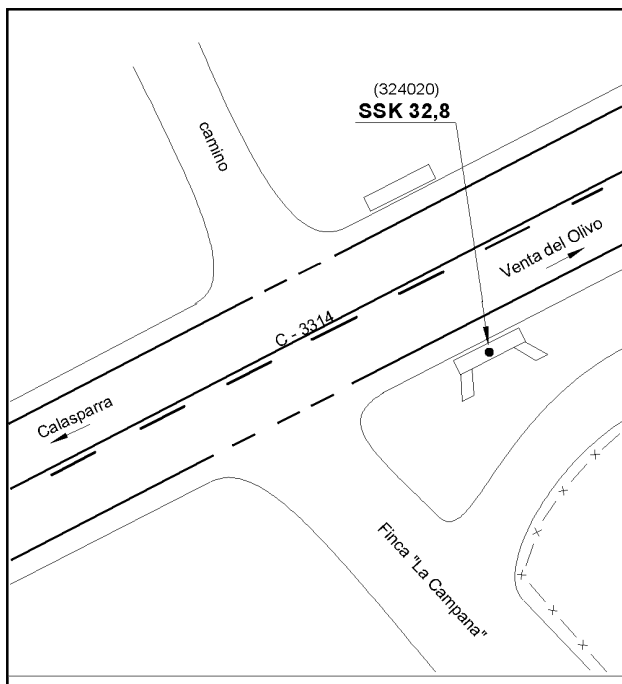 (324020)
SSK 32,8
camino
Venta del Olivo
C - 3314
Calasparra
Finca "La Campana"